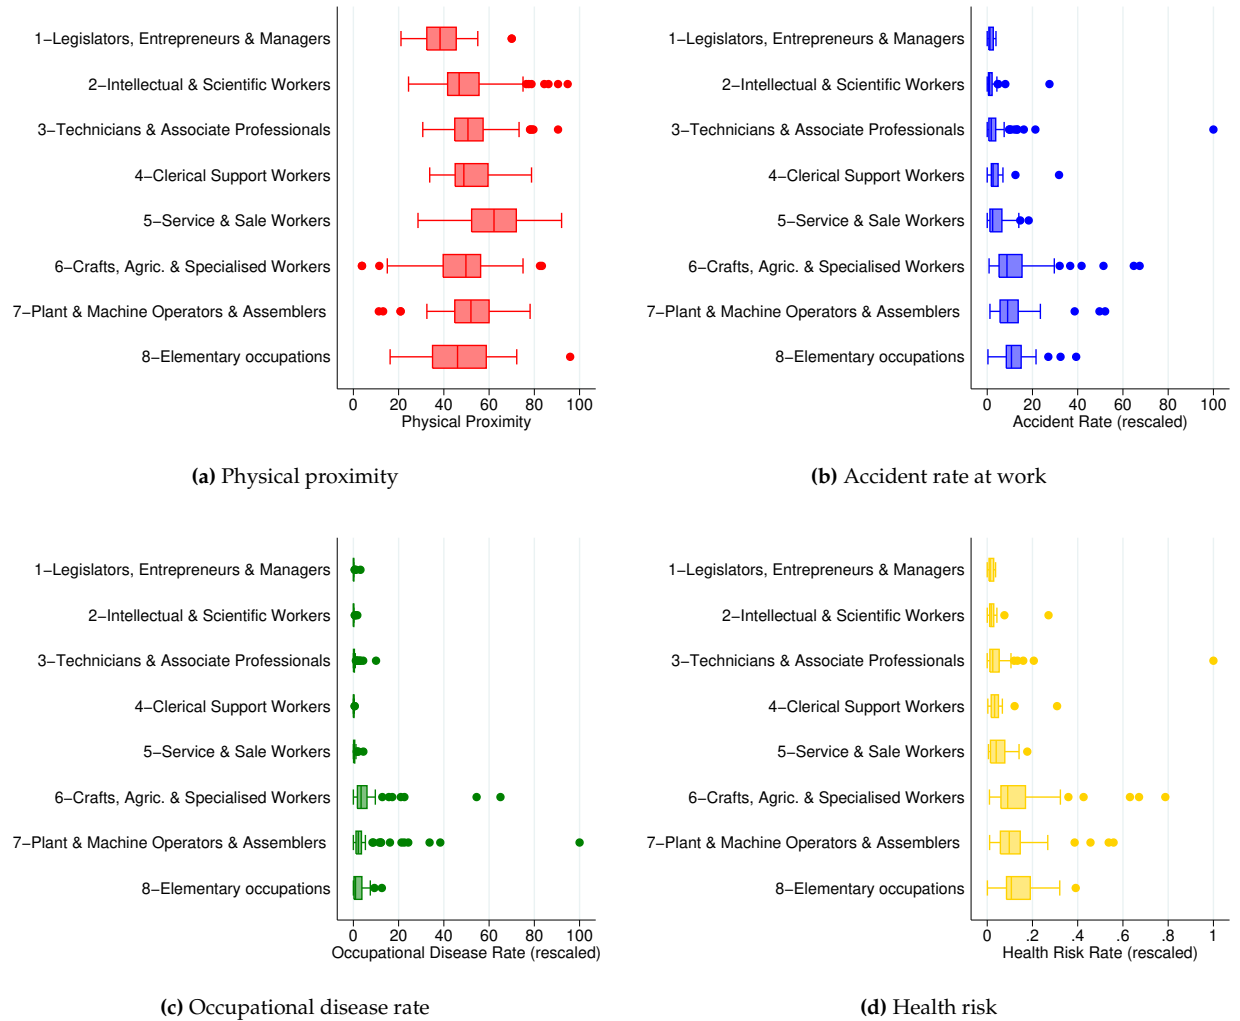 1−Legislators, Entrepreneurs & Managers
2−Intellectual & Scientific Workers
3−Technicians & Associate Professionals
4−Clerical Support Workers
5−Service & Sale Workers
6−Crafts, Agric. & Specialised Workers
7−Plant & Machine Operators & Assemblers
8−Elementary occupations
0 20 40 60 80 100
Physical Proximity
(a) Physical proximity
1−Legislators, Entrepreneurs & Managers
2−Intellectual & Scientific Workers
3−Technicians & Associate Professionals
4−Clerical Support Workers
5−Service & Sale Workers
6−Crafts, Agric. & Specialised Workers
7−Plant & Machine Operators & Assemblers
8−Elementary occupations
0 20 40 60 80 100
Accident Rate (rescaled)
(b) Accident rate at work
1−Legislators, Entrepreneurs & Managers
2−Intellectual & Scientific Workers
3−Technicians & Associate Professionals
4−Clerical Support Workers
5−Service & Sale Workers
6−Crafts, Agric. & Specialised Workers
7−Plant & Machine Operators & Assemblers
8−Elementary occupations
0 20 40 60 80 100
Occupational Disease Rate (rescaled)
(c) Occupational disease rate
1−Legislators, Entrepreneurs & Managers
2−Intellectual & Scientific Workers
3−Technicians & Associate Professionals
4−Clerical Support Workers
5−Service & Sale Workers
6−Crafts, Agric. & Specialised Workers
7−Plant & Machine Operators & Assemblers
8−Elementary occupations
0 .2 .4 .6 .8 1
Health Risk Rate (rescaled)
(d) Health risk